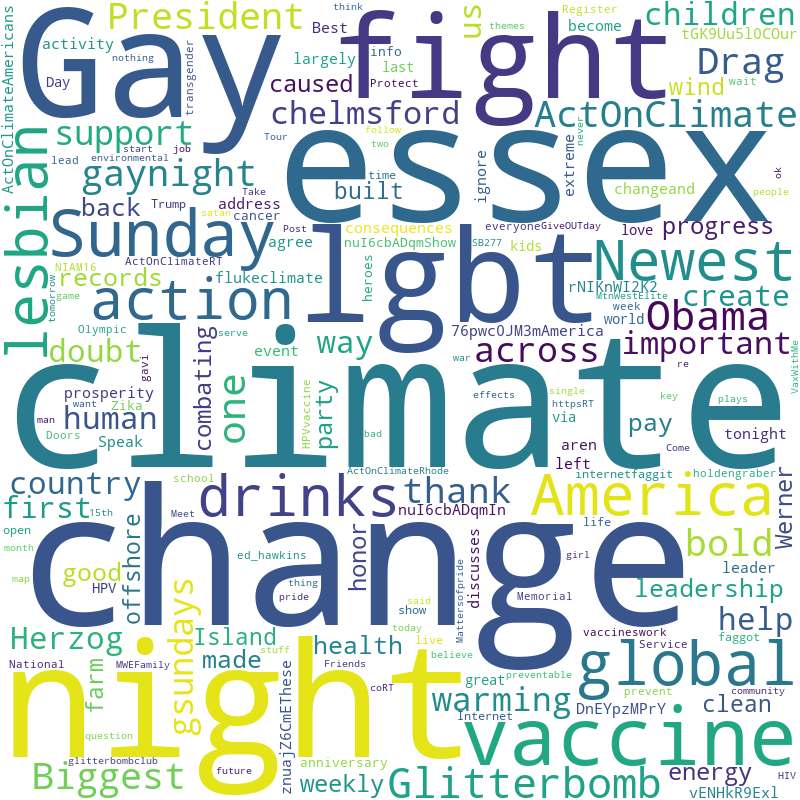 Gay
fight
essex
lgbt
climate
change
night
President
us
children
Register
themes
tGK9Uu5lOCOur
think
Best
info
last
Protect
largely
activity
nothing
become
Drag
wind
caused
Day
transgender
ActOnClimateAmericans
chelmsford
ActOnClimate
support
start
job
Tour
follow
two
never
lead
environmental
gaynight
time
ignore
extreme
changeand
ok
people
built
Take
address
cancer
back
Trump
satan
lesbian
Sunday
Post
consequences
everyone
GiveOUTday
love
progress
agree
nuI6cbADqmShow
SB277
kids
NIAM16
ActOnClimateRT
records
flukeclimate
heroes
Newest
rNIKnWI2K2
MtnWestElite
create
tomorrow
game
action
week
world
Obama
Olympic
serve
event
way
76pwcOJM3mAmerica
across
important
war
re
VaxWithMe
doubt
combating
one
gavi
prosperity
Zika
man
want
human
HPVvaccine
party
effects
single
httpsRT
key
plays
via
pay
Doors
Speak
bad
aren
Come
tonight
left
country
ActOnClimateRhode
internetfaggit
holdengraber
school
drinks
thank
America
Werner
first
15th
Meet
nuI6cbADqmIn
open
offshore
honor
life
month
map
good
HPV
ed_hawkins
thing
pride
discusses
girl
bold
leader
leadership
show
said
Mattersofpride
Memorial
help
Herzog
Island
today
vaccineswork
Service
faggot
gsundays
health
live
believe
National
MWEFamily
made
stuff
Friends
great
preventable
global
farm
coRT
warming
prevent
community
clean
Internet
DnEYpzMPrY
question
znuajZ6CmEThese
vaccine
glitterbombclub
future
anniversary
energy
HIV
Biggest
weekly
Glitterbomb
vENHkR9Exl